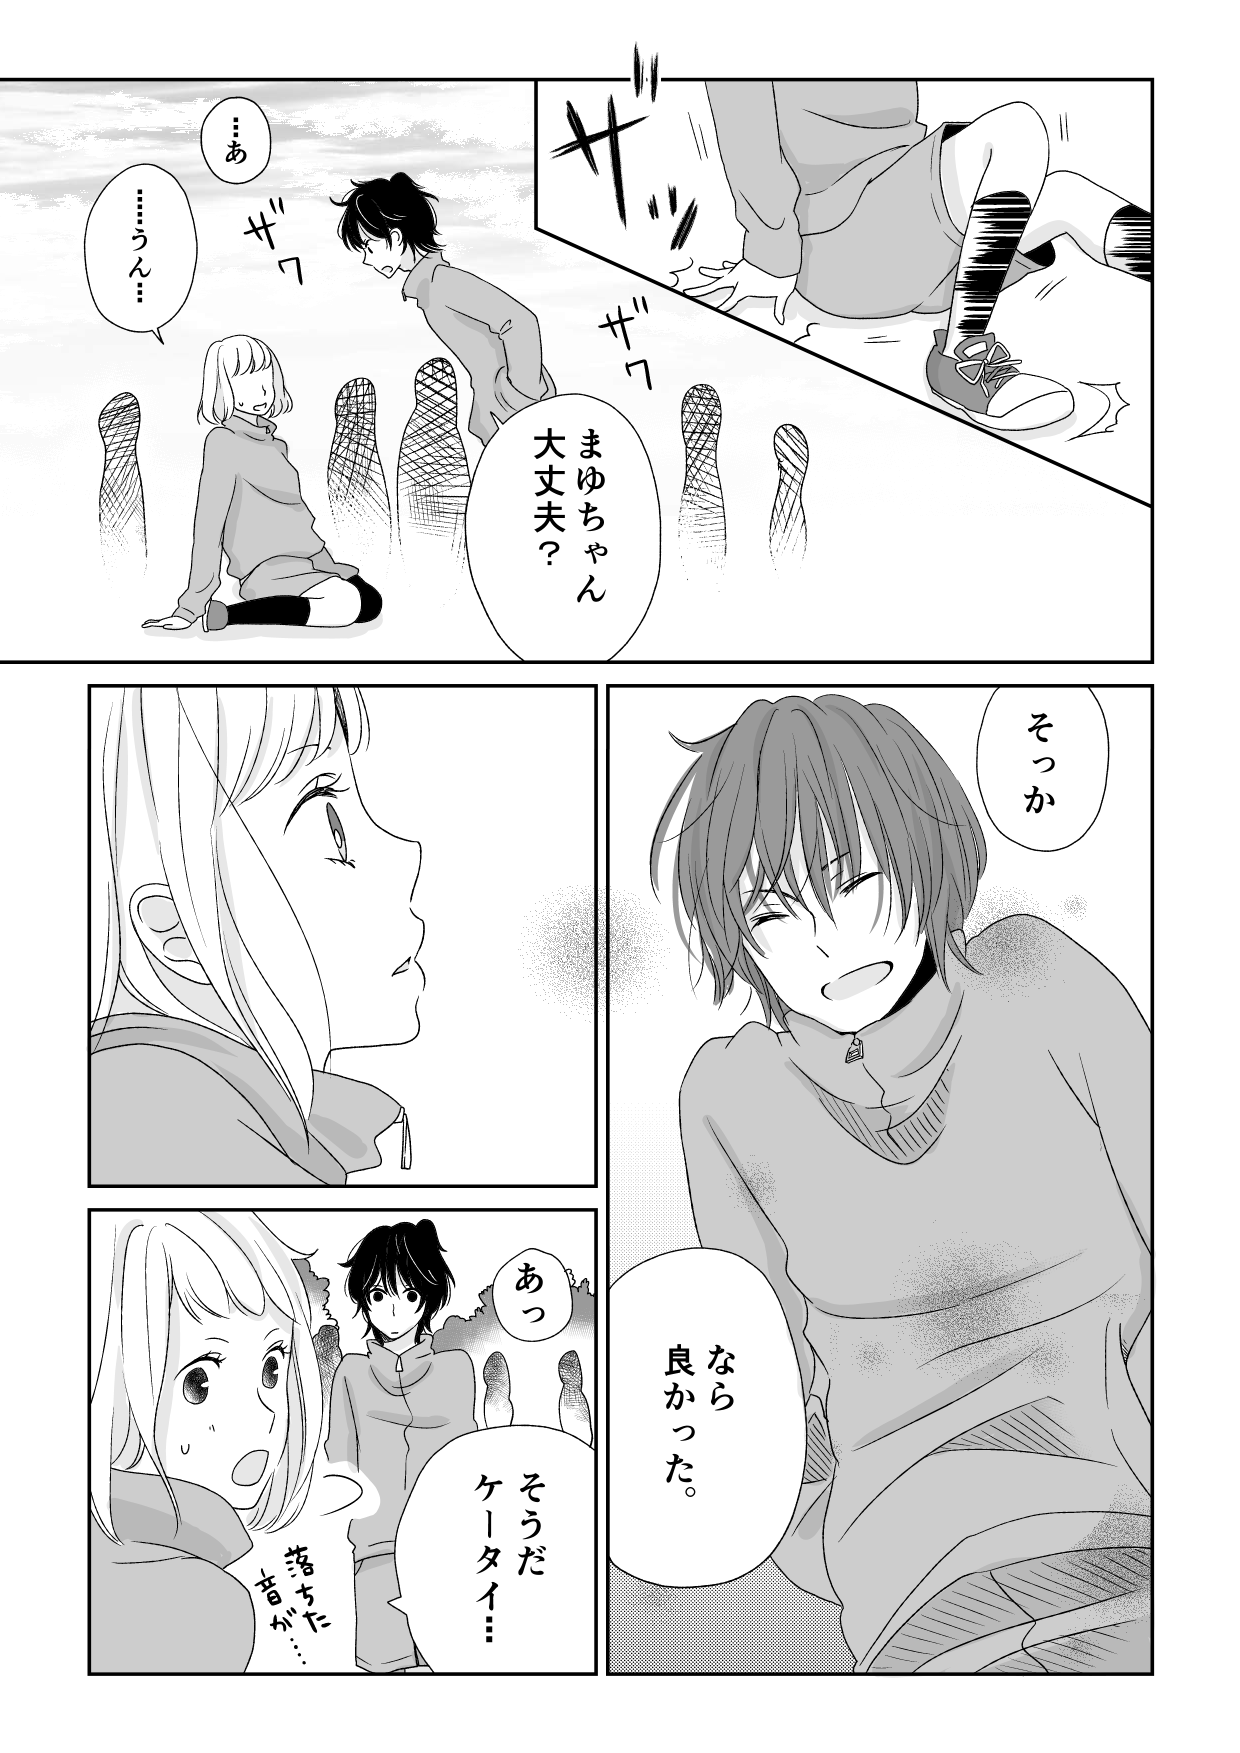 ドサッ
まゆちゃん
大丈夫？
ザワ
ザワ
…あ
……うん…
そっか
なら
良かった。
あっ
そうだ
ケータイ…
落ちた
音が……